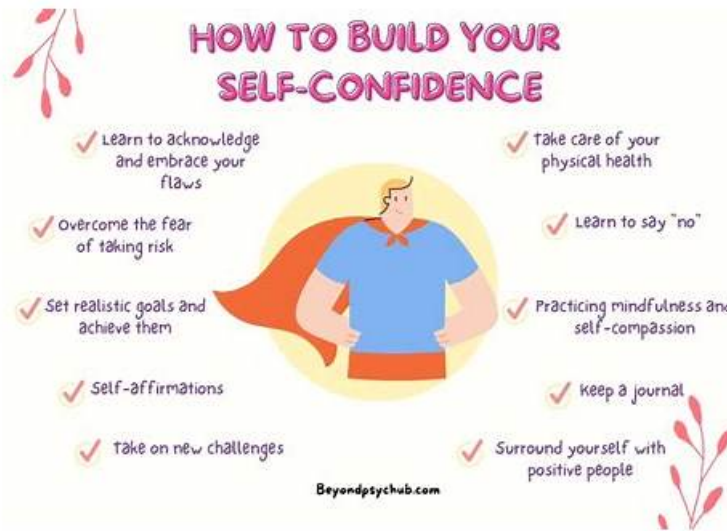 HOW TO BUILD YOUR
SELF-CONFIDENCE
Learn to acknowledge
and embrace your
flaws
Overcome the fear
of taking risk
Set realistic goals and
achieve them
Self-affirmations
Take on new challenges
Take care of your
physical health
Learn to say "no"
Practicing mindfulness and
self-compassion
Keep a journal
Surround yourself with
positive people
Beyondpsychub.com